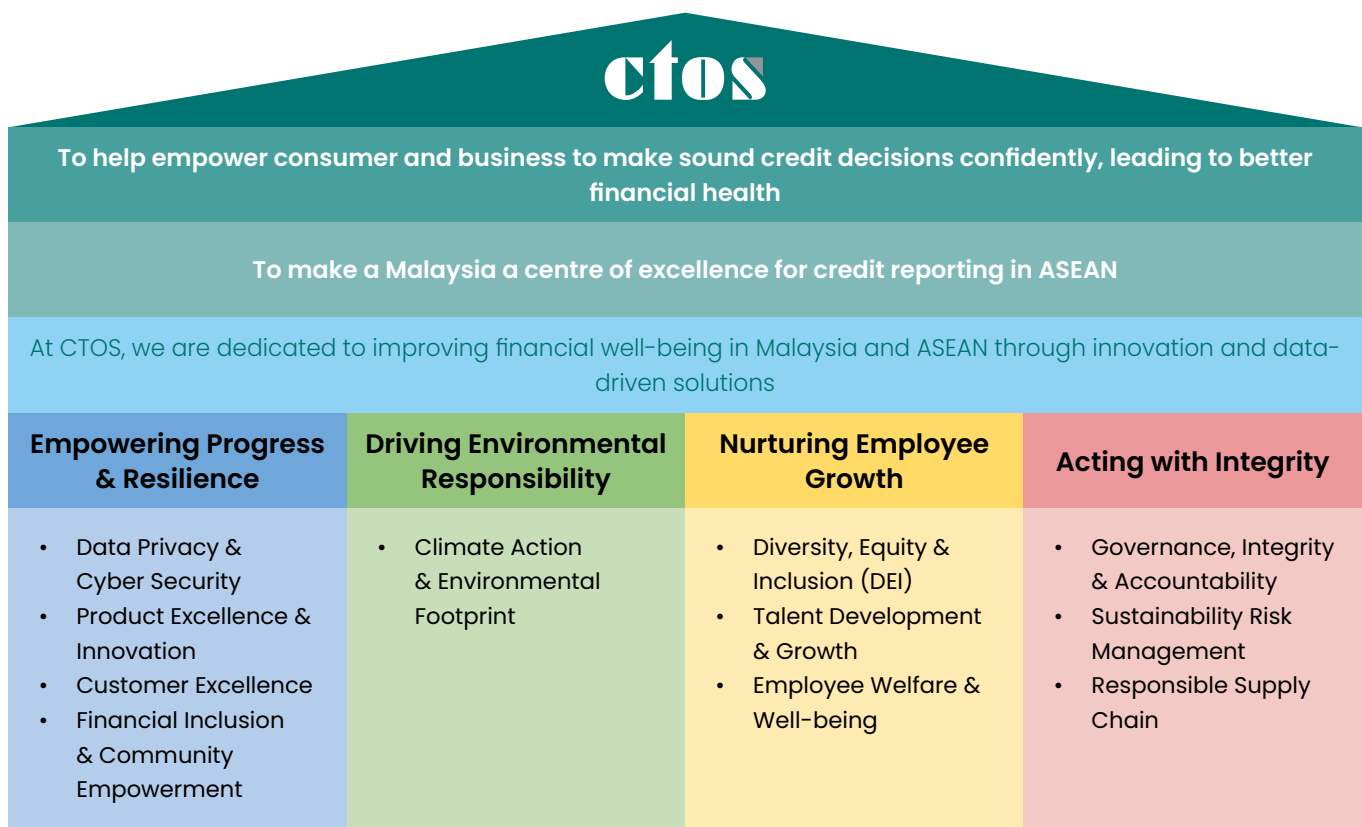 ctos
To help empower consumer and business to make sound credit decisions confidently, leading to better
financial health
To make a Malaysia a centre of excellence for credit reporting in ASEAN
At CTOS, we are dedicated to improving financial well-being in Malaysia and ASEAN through innovation and data-
driven solutions
Empowering Progress
& Resilience
• Data Privacy &
Cyber Security
• Product Excellence &
Innovation
• Customer Excellence
• Financial Inclusion
& Community
Empowerment
Driving Environmental
Responsibility
• Climate Action
& Environmental
Footprint
Nurturing Employee
Growth
• Diversity, Equity &
Inclusion (DEI)
• Talent Development
& Growth
• Employee Welfare &
Well-being
Acting with Integrity
• Governance, Integrity
& Accountability
• Sustainability Risk
Management
• Responsible Supply
Chain